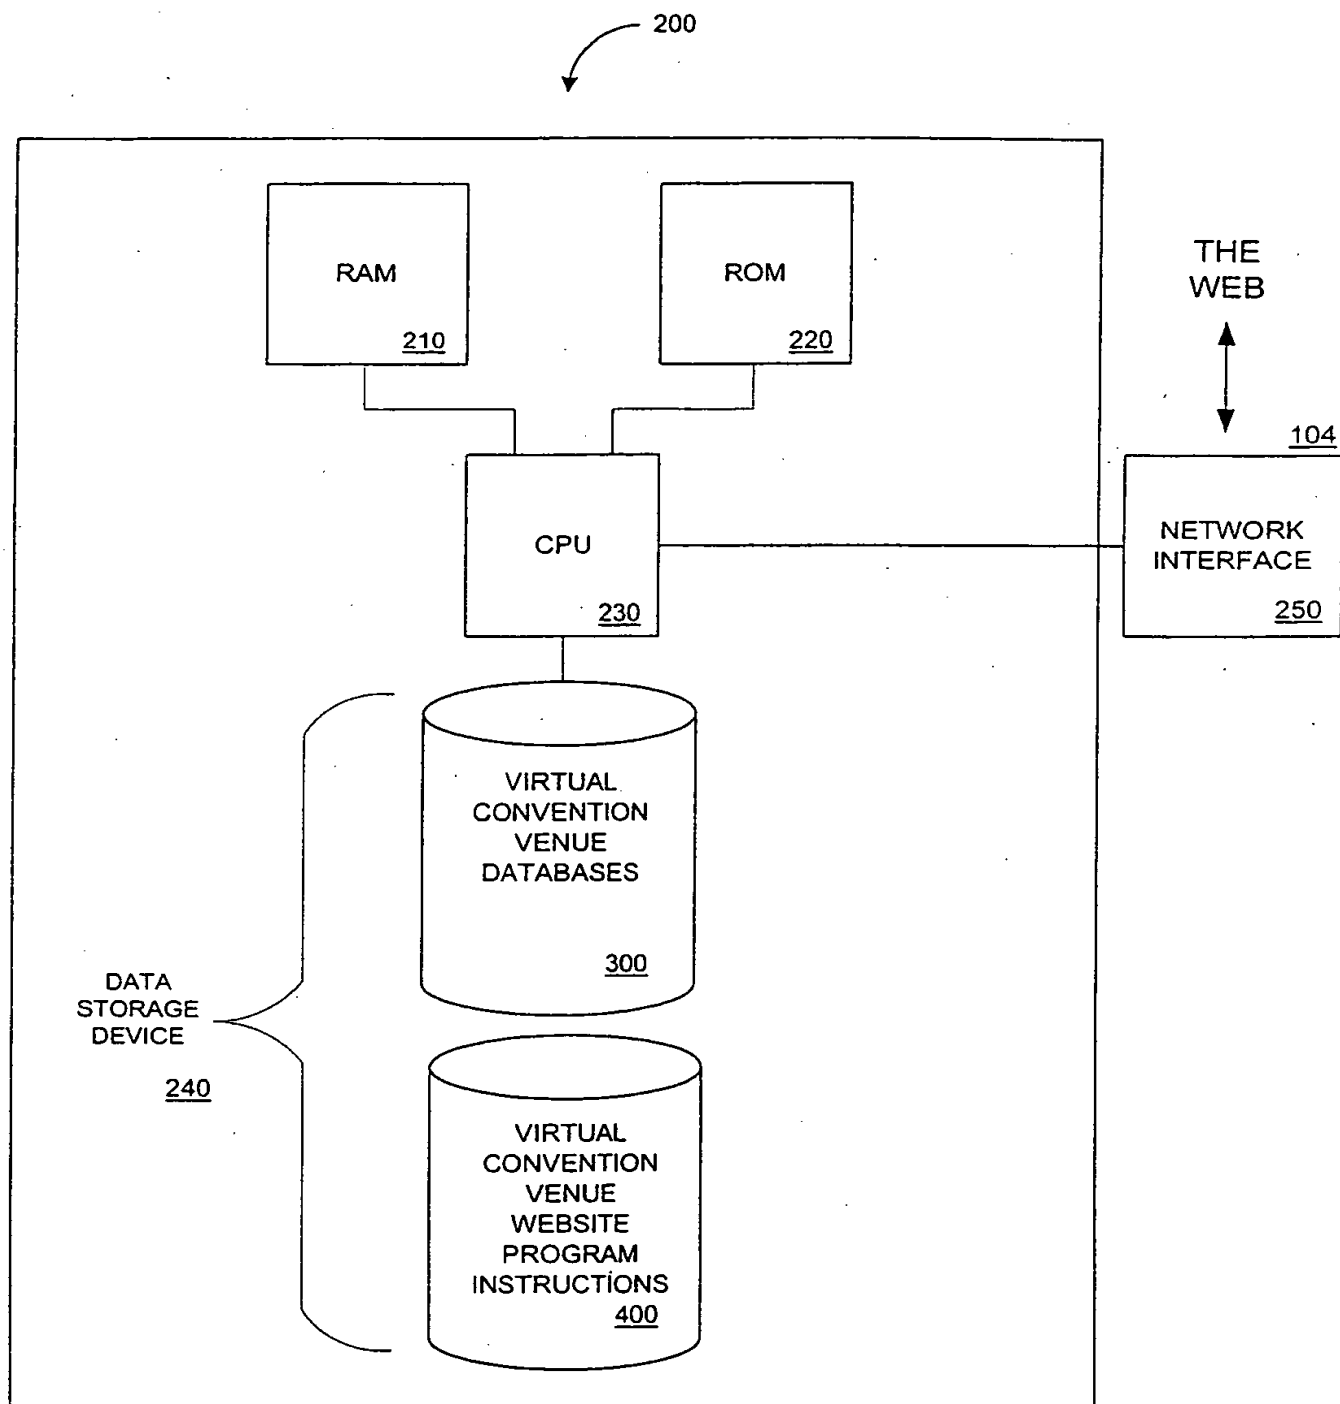 200
RAM
210
ROM
220
THE
WEB
104
CPU
230
NETWORK
INTERFACE
250
VIRTUAL
CONVENTION
VENUE
DATABASES
300
DATA
STORAGE
DEVICE
240
VIRTUAL
CONVENTION
VENUE
WEBSITE
PROGRAM
INSTRUCTIONS
400